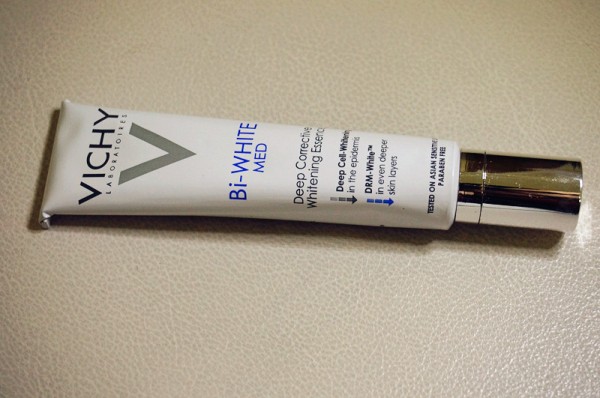 VICHY
LABORATOIRES
Bi-WHITE
MED
Deep Corrective
Whitening Essence
Deep Cell-Whitening
in the epidermis
DRM-White™
in even deeper
skin layers
TESTED ON ASIAN SENSITIVE
PARABEN FREE